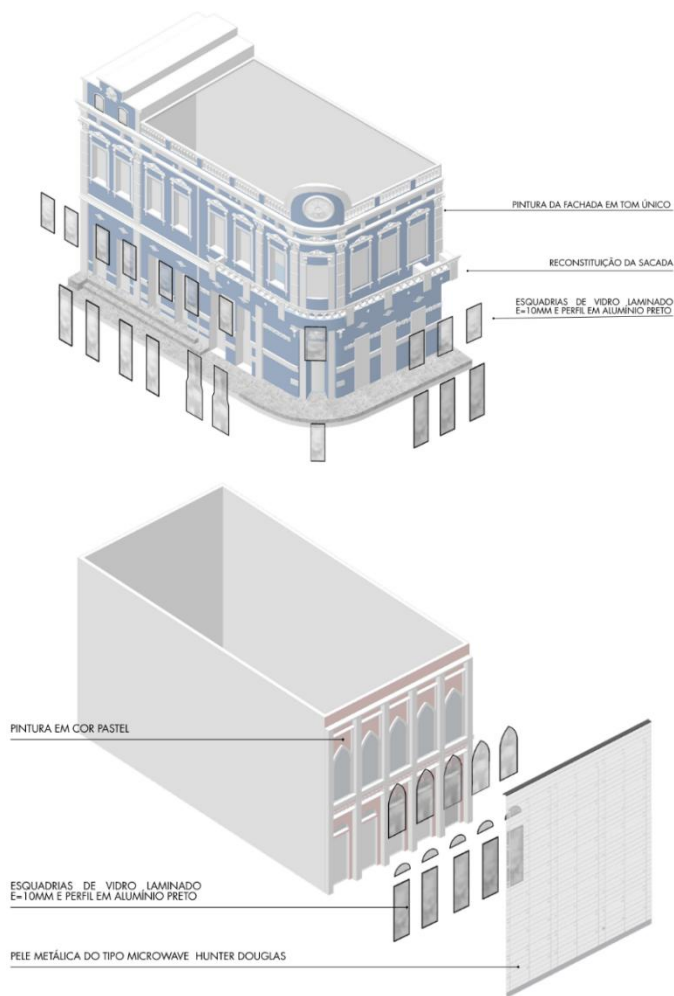 PINTURA DA FACHADA EM TOM ÚNICO
RECONSTITUIÇÃO DA SACADA
ESQUADRIAS DE VIDRO LAMINADO
E=10MM E PERFIL EM ALUMÍNIO PRETO
PINTURA EM COR PASTEL
ESQUADRIAS DE VIDRO LAMINADO
E=10MM E PERFIL EM ALUMÍNIO PRETO
PELE METÁLICA DO TIPO MICROWAVE HUNTER DOUGLAS